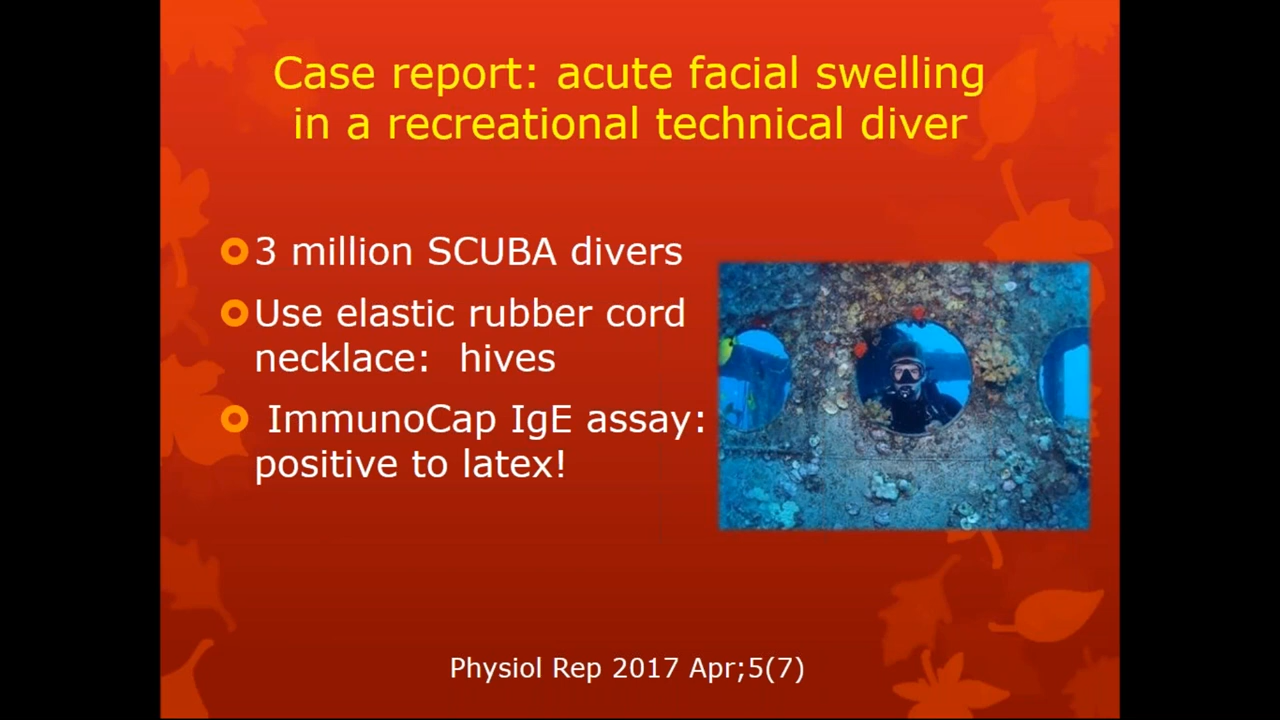 Case report: acute facial swelling
in a recreational technical diver
3 million SCUBA divers
Use elastic rubber cord
necklace:  hives
ImmunoCap IgE assay:
positive to latex!
Physiol Rep 2017 Apr;5(7)